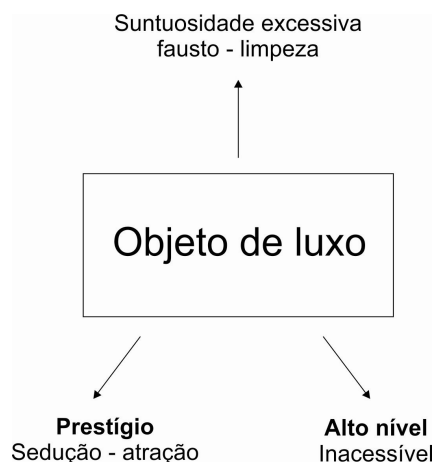 Suntuosidade excessiva
fausto - limpeza
Objeto de luxo
Prestígio
Sedução - atração
Alto nível
Inacessível